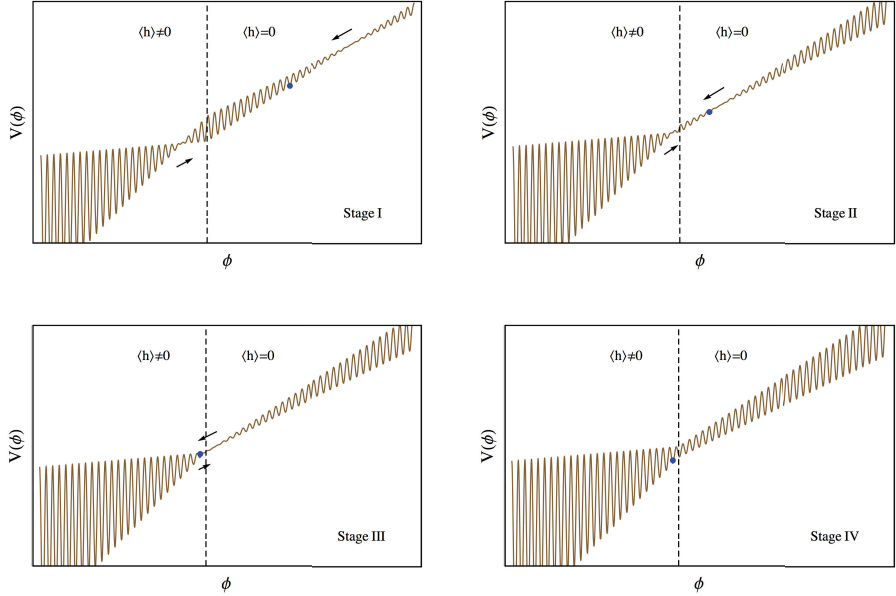 ⟨h⟩≠0 ⟨h⟩=0
V(ϕ)
Stage I
ϕ
⟨h⟩≠0 ⟨h⟩=0
V(ϕ)
Stage II
ϕ
⟨h⟩≠0 ⟨h⟩=0
V(ϕ)
Stage III
ϕ
⟨h⟩≠0 ⟨h⟩=0
V(ϕ)
Stage IV
ϕ